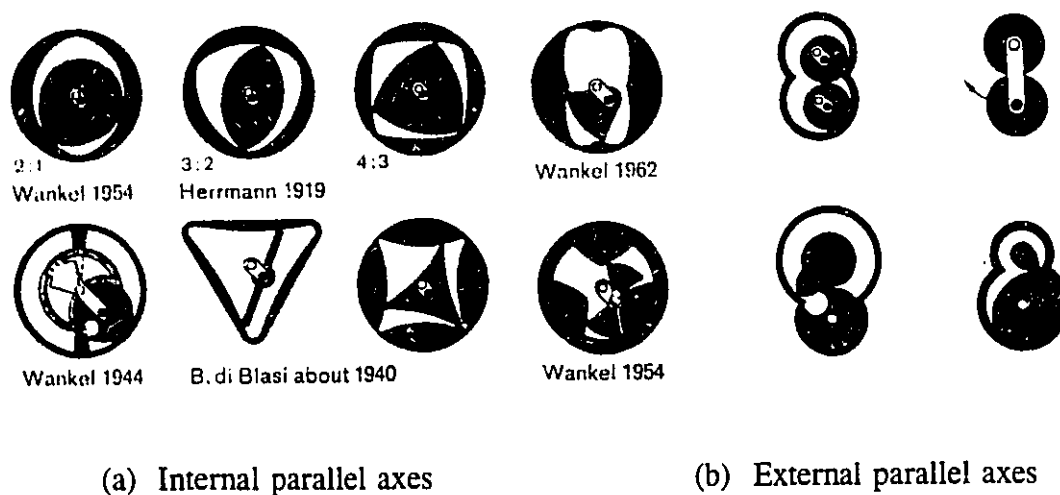 2:1
3:2
4:3
Wankel 1954
Herrmann 1919
Wankel 1962
Wankel 1944
B. di Blasi about 1940
Wankel 1954
(a) Internal parallel axes
(b) External parallel axes